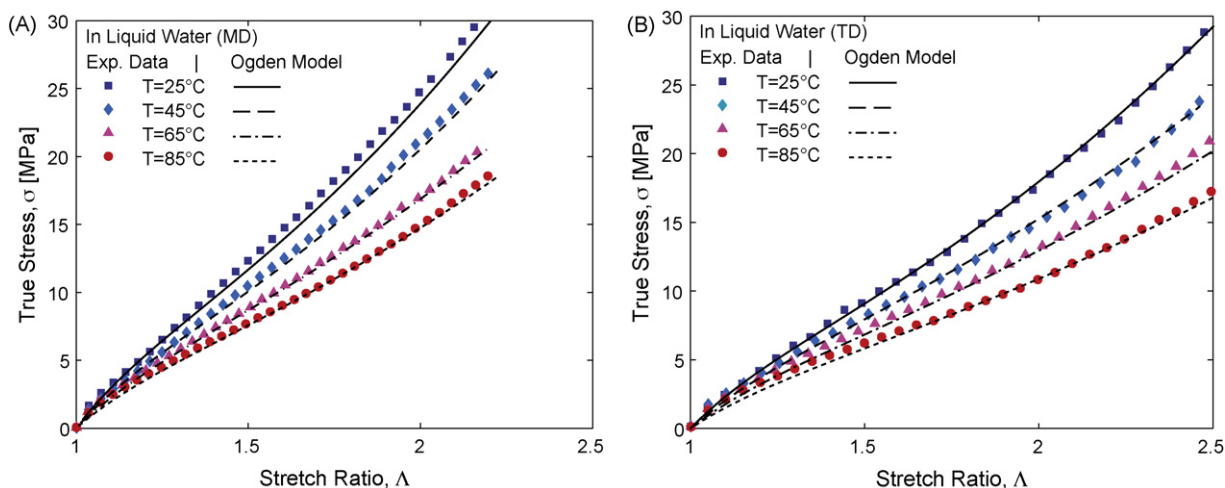 (A)
30
25
20
15
10
5
0
True Stress, σ [MPa]
In Liquid Water (MD)
Exp. Data | Ogden Model
T=25°C
T=45°C
T=65°C
T=85°C
1 1.5 2 2.5
Stretch Ratio, Λ
(B)
30
25
20
15
10
5
0
True Stress, σ [MPa]
In Liquid Water (TD)
Exp. Data | Ogden Model
T=25°C
T=45°C
T=65°C
T=85°C
1 1.5 2 2.5
Stretch Ratio, Λ